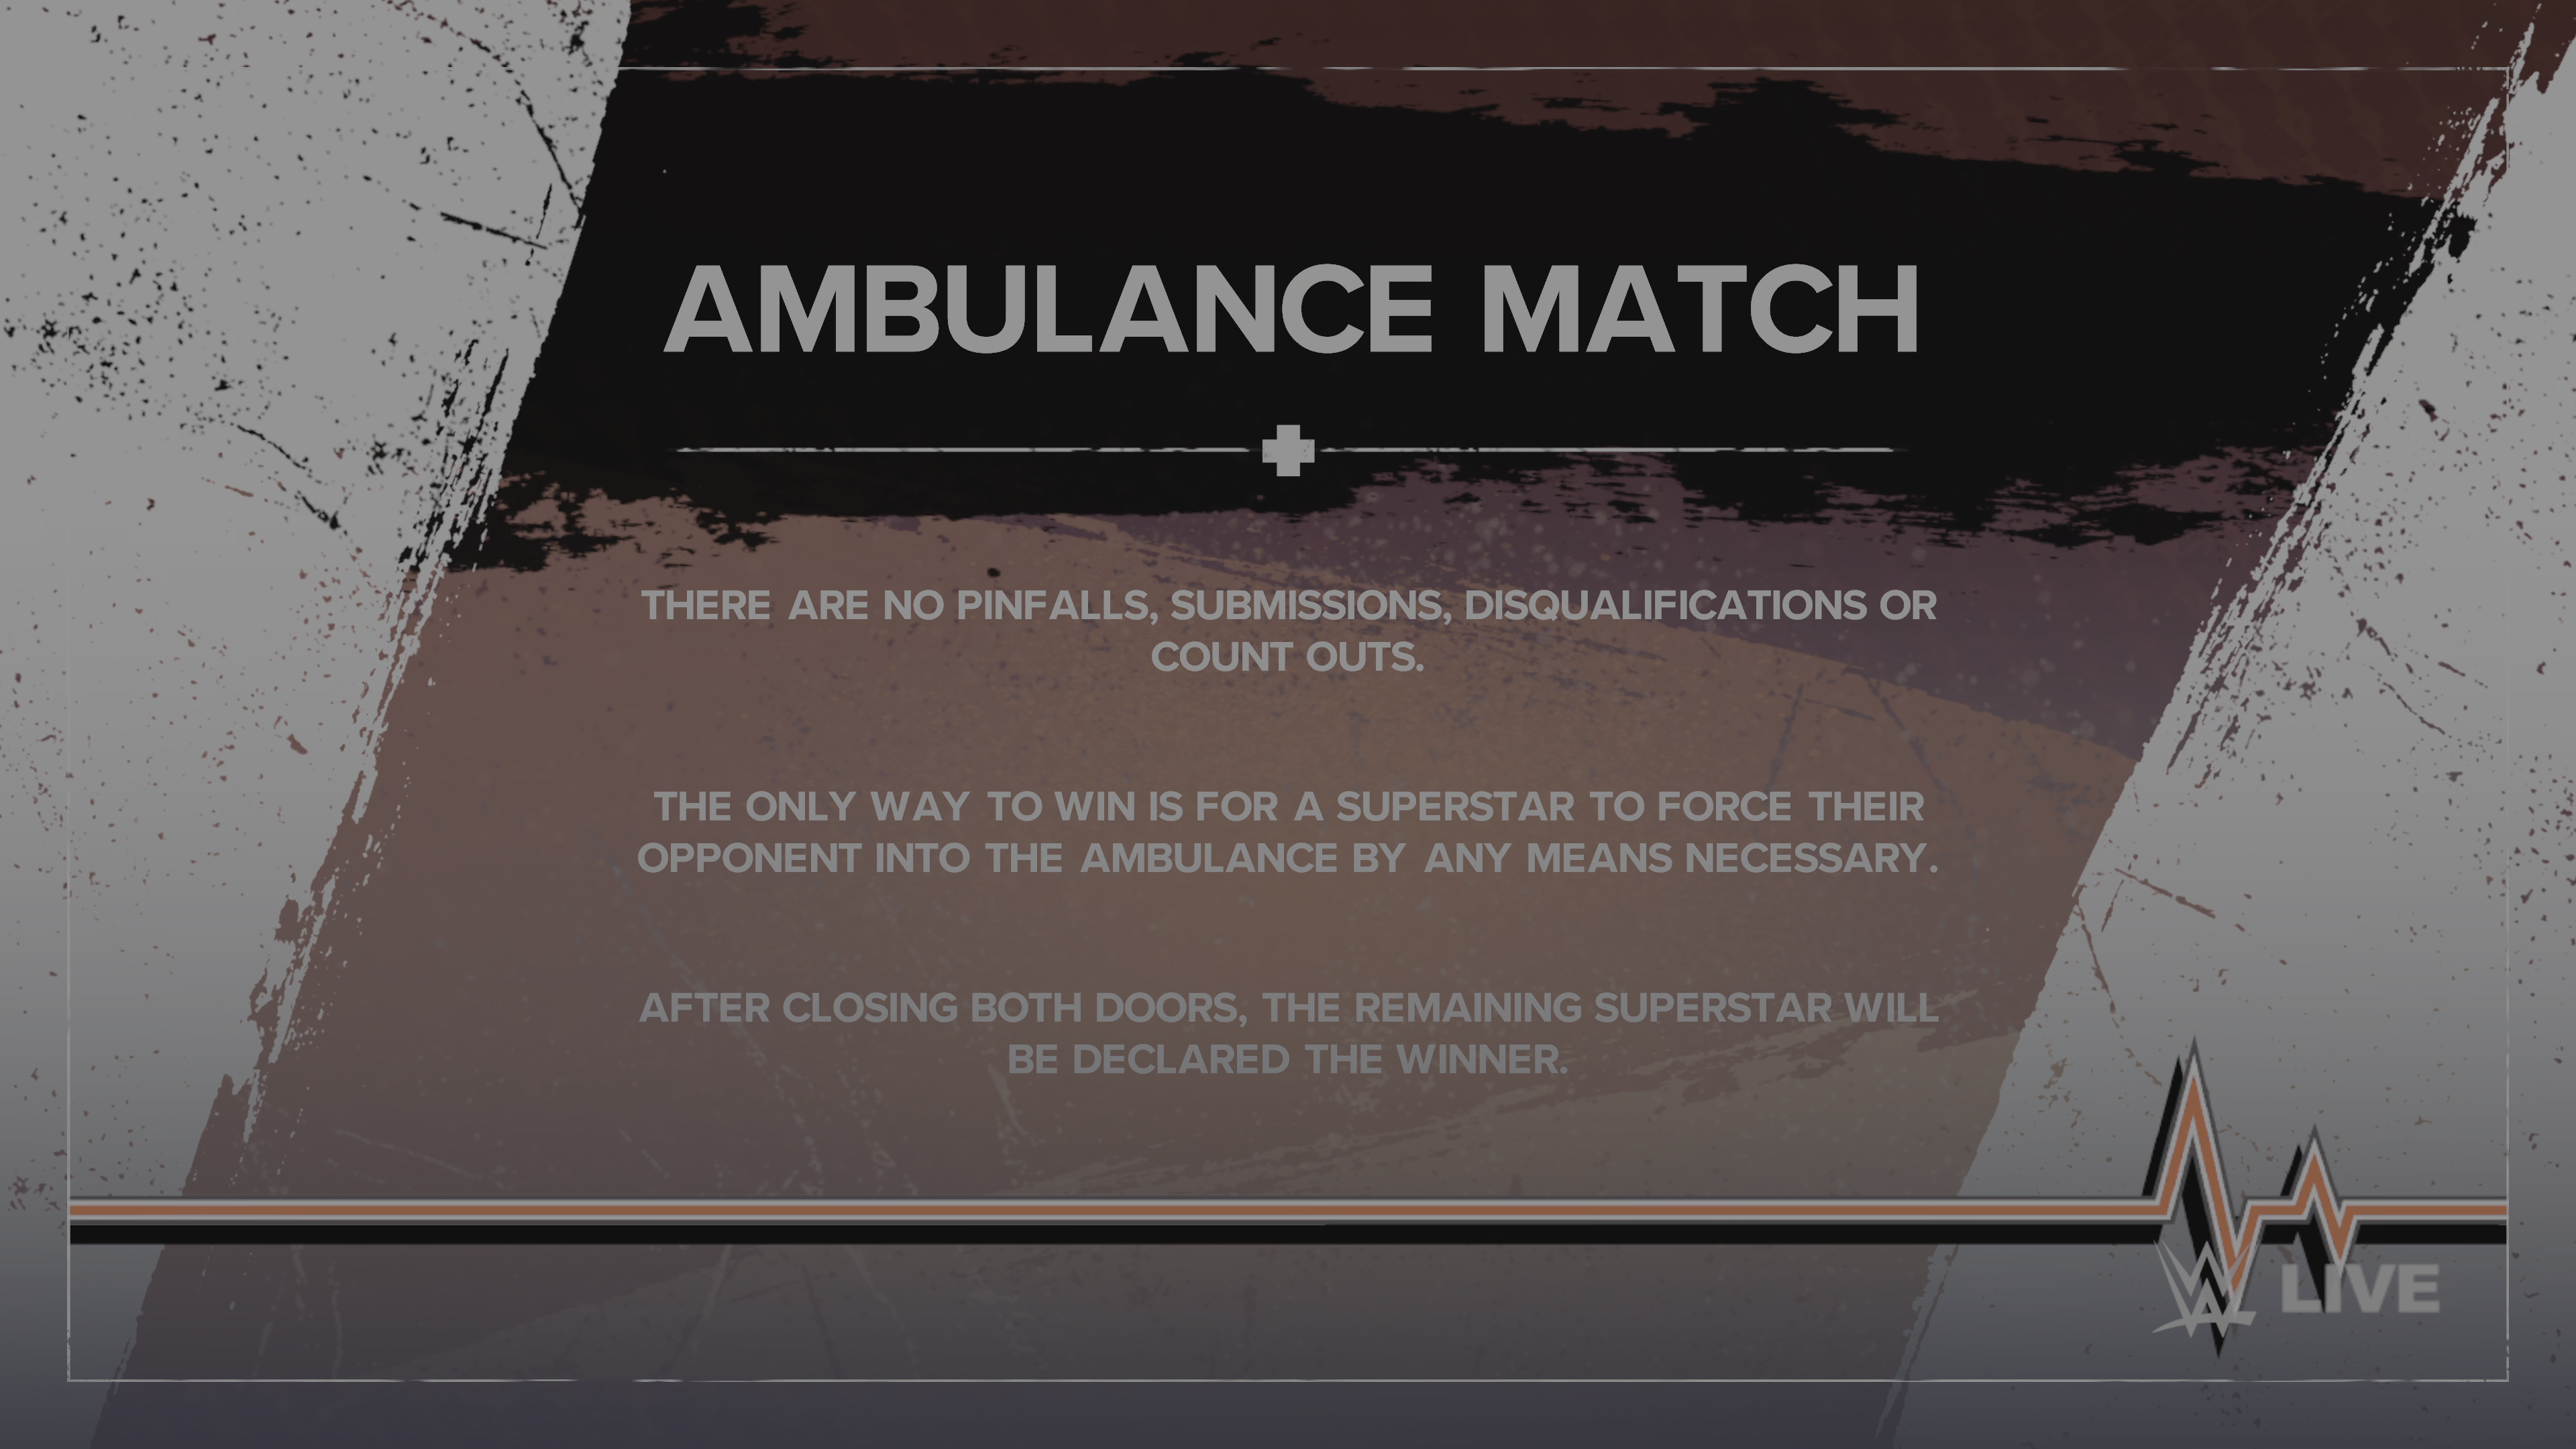 AMBULANCE MATCH
THERE ARE NO PINFALLS, SUBMISSIONS, DISQUALIFICATIONS OR
COUNT OUTS.
THE ONLY WAY TO WIN IS FOR A SUPERSTAR TO FORCE THEIR
OPPONENT INTO THE AMBULANCE BY ANY MEANS NECESSARY.
AFTER CLOSING BOTH DOORS, THE REMAINING SUPERSTAR WILL
BE DECLARED THE WINNER.
W LIVE